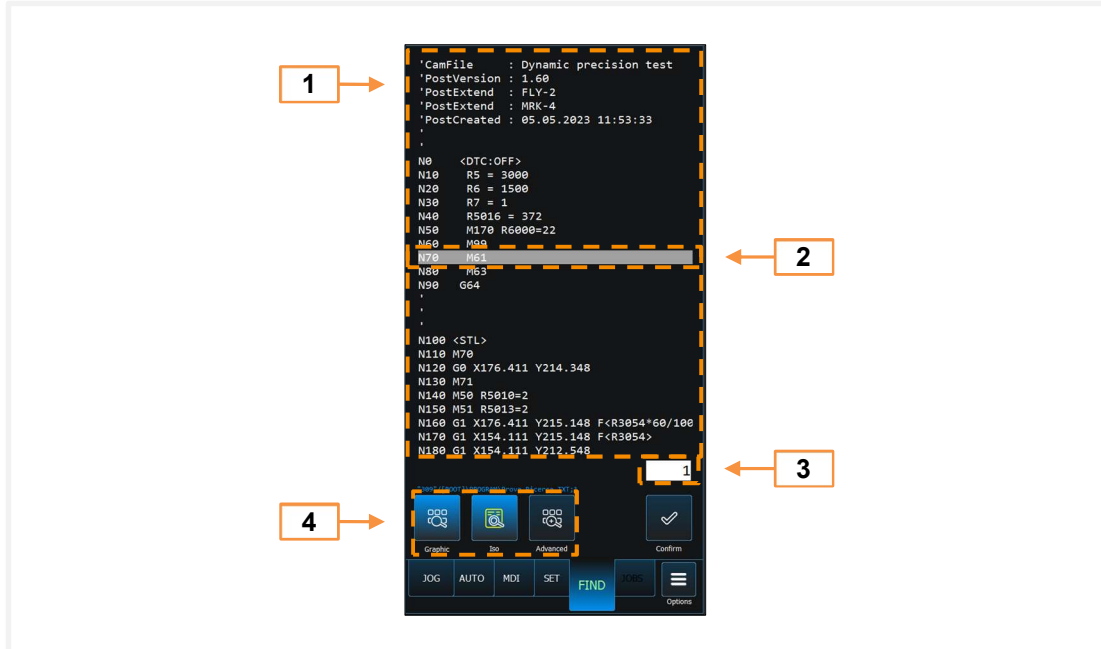 1
'CamFile : Dynamic precision test
'PostVersion : 1.60
'PostExtend : FLY-2
'PostExtend : MRK-4
'PostCreated : 05.05.2023 11:53:33
'
'
N0 <DTC:OFF>
N10 R5 = 3000
N20 R6 = 1500
N30 R7 = 1
N40 R5016 = 372
N50 M170 R6000=22
N60 M99
N70 M61
2
N80 M63
N90 G64
'
'
'
N100 <STL>
N110 M70
N120 G0 X176.411 Y214.348
N130 M71
N140 M50 R5010=2
N150 M51 R5013=2
N160 G1 X176.411 Y215.148 F<R3054*60/100
N170 G1 X154.111 Y215.148 F<R3054>
N180 G1 X154.111 Y212.548
1
3
4
Graphic Iso Advanced Confirm
JOG AUTO MDI SET FIND JOBS
Options